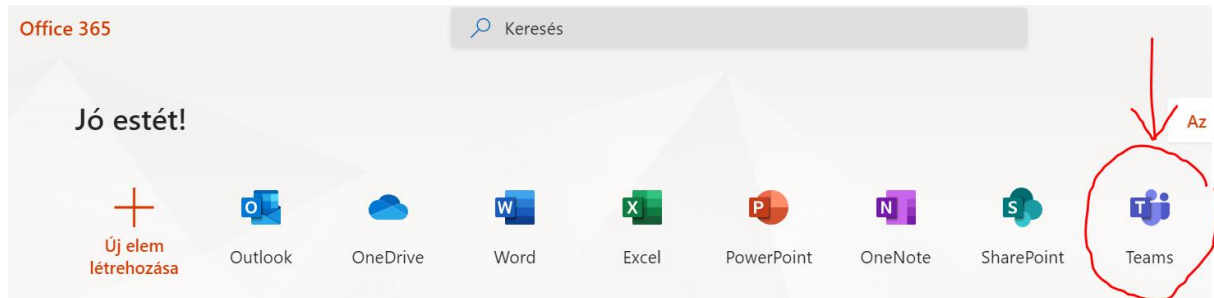 Office 365
Keresés
Jó estét!
Az
Új elem
létrehozása
Outlook
OneDrive
Word
Excel
PowerPoint
OneNote
SharePoint
Teams